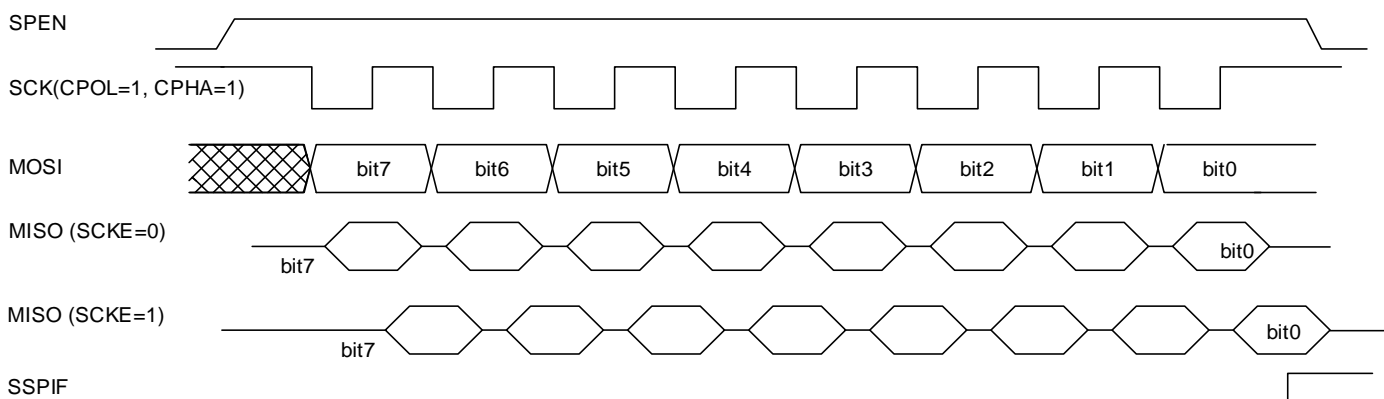 SPEN
SCK(CPOL=1, CPHA=1)
MOSI
bit7 bit6 bit5 bit4 bit3 bit2 bit1 bit0
MISO (SCKE=0)
bit7 bit0
MISO (SCKE=1)
bit7 bit0
SSPIF